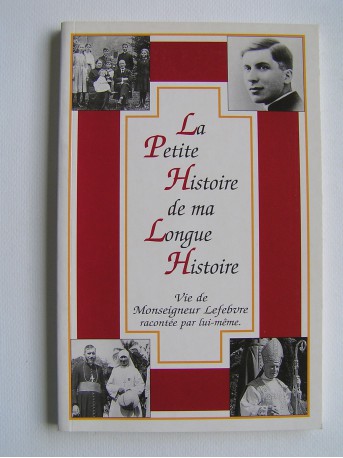 La
Petite
Histoire
de ma
Longue
Histoire
Vie de
Monseigneur Lefebvre
racontée par lui-même.